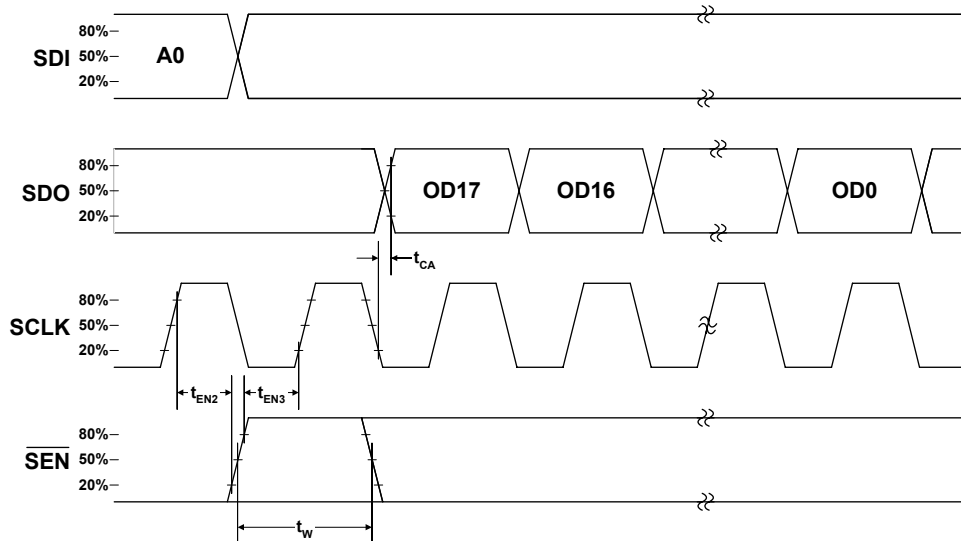 80%
SDI 50% A0
20%
80%
SDO 50% OD17 OD16 OD0
20%
tCA
80%
SCLK 50%
20%
tEN2 tEN3
80%
SEN 50%
20%
tW